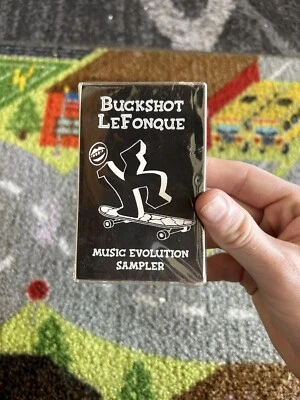 BUCKSHOT
LEFONQUE
MUSIC EVOLUTION
SAMPLER